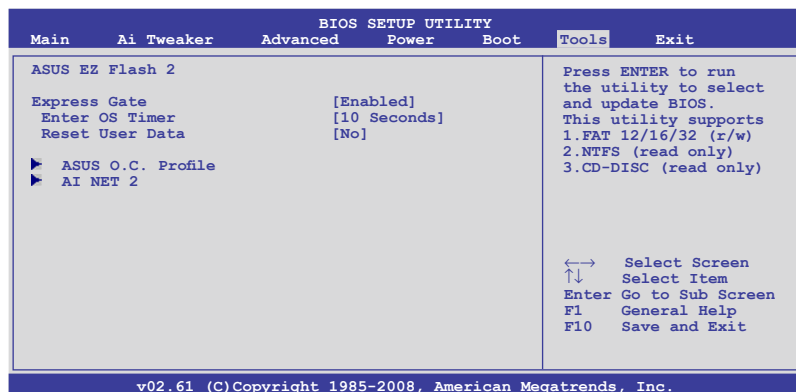 BIOS SETUP UTILITY
Main Ai Tweaker Advanced Power Boot Tools Exit
ASUS EZ Flash 2
Express Gate [Enabled]
Enter OS Timer [10 Seconds]
Reset User Data [No]
ASUS O.C. Profile
AI NET 2
Press ENTER to run
the utility to select
and update BIOS.
This utility supports
1.FAT 12/16/32 (r/w)
2.NTFS (read only)
3.CD-DISC (read only)
←→ Select Screen
↑↓ Select Item
Enter Go to Sub Screen
F1 General Help
F10 Save and Exit
v02.61 (C)Copyright 1985-2008, American Megatrends, Inc.